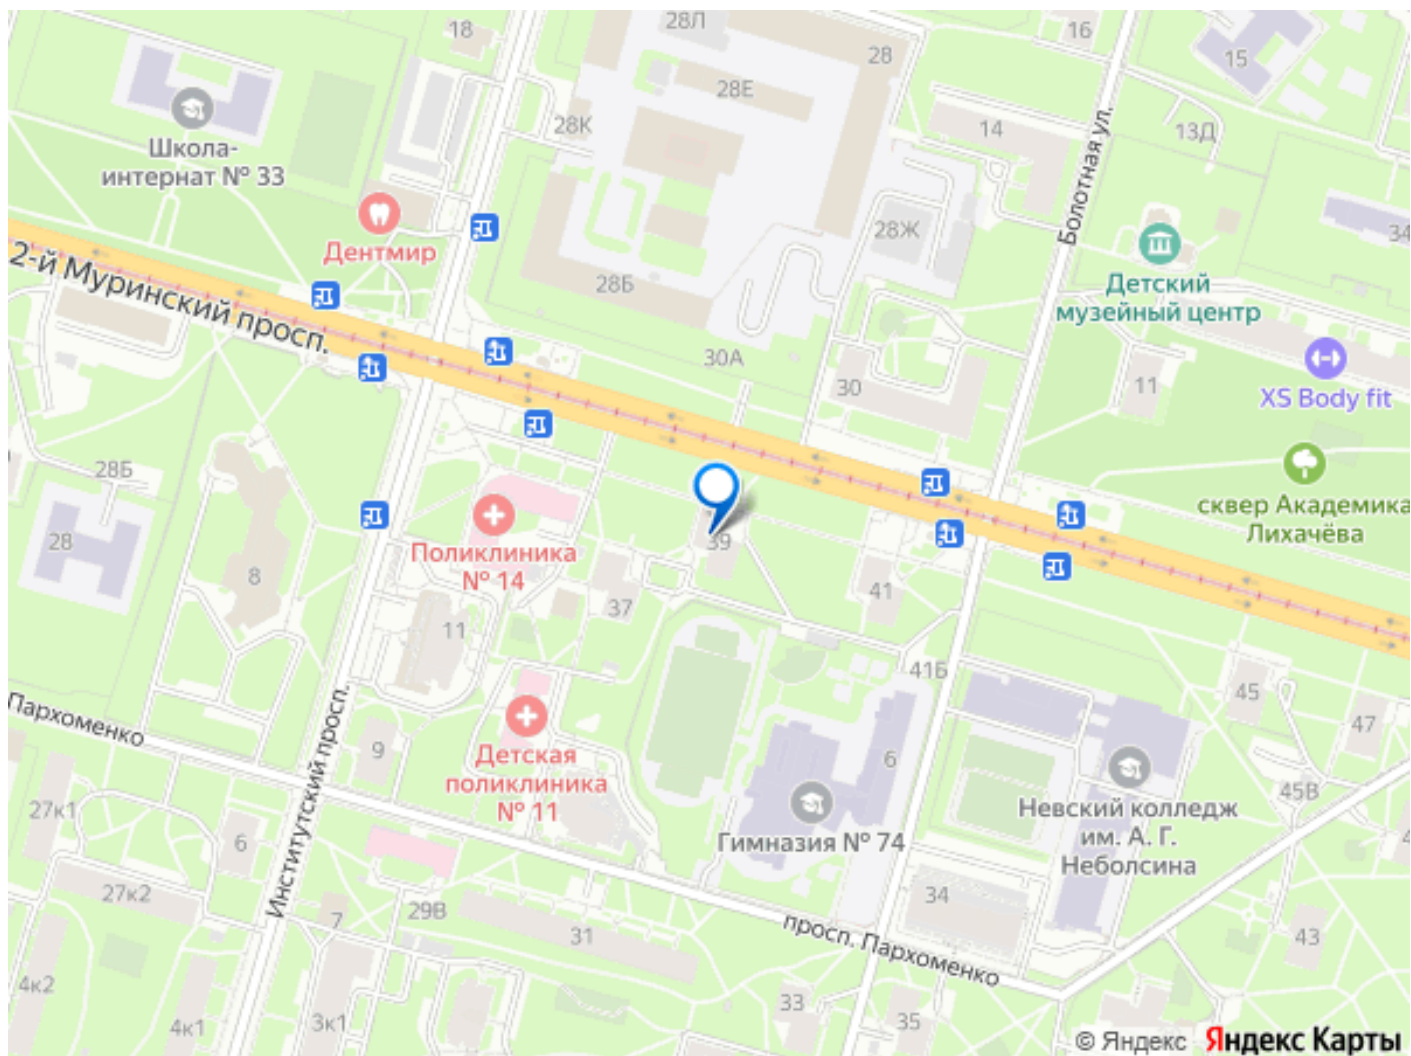 28Л
16
18
28
15
28Е
28К
14
13Д
Школа-
интернат № 33
Болотная ул.
28Ж
34
Дентмир
2-й Муринский просп.
28Б
Детский
музейный центр
30А
30
11
XS Body fit
28Б
сквер Академика
Лихачёва
28
Поликлиника
№ 14
39
8
37
41
11
41Б
45
47
Пархоменко
Институтский просп.
9
Детская
поликлиника
№ 11
6
27к1
6
Гимназия № 74
Невский колледж
им. А. Г.
Неболсина
45В
4
27к2
29В
7
31
34
просп. Пархоменко
43
4к2
4к1
3к1
33
35
© Яндекс Яндекс Карты